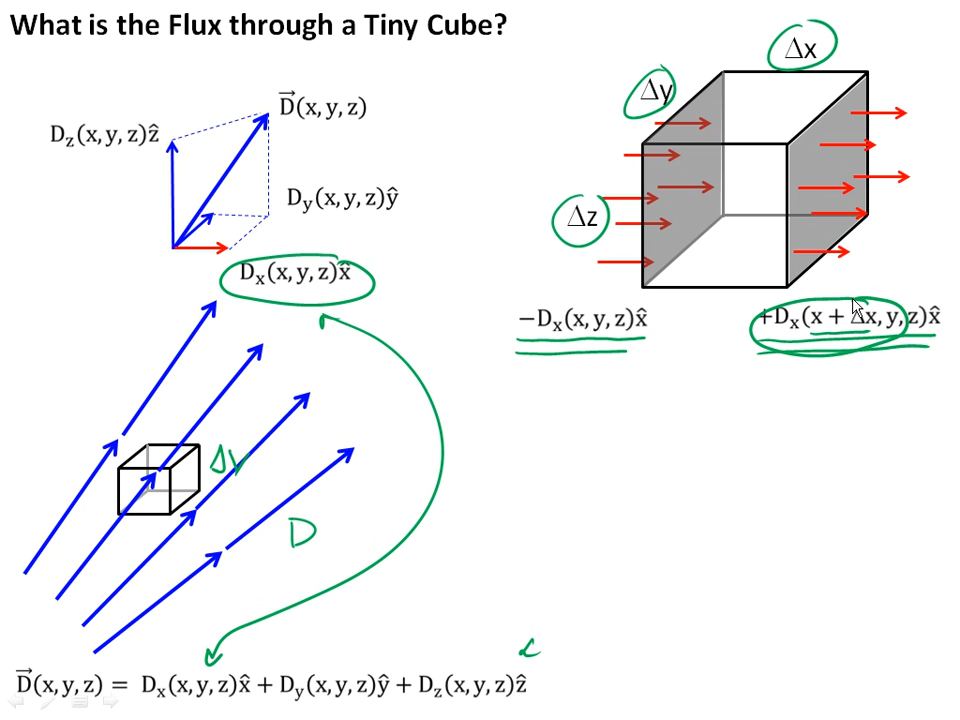 What is the Flux through a Tiny Cube?
Δx
Δy
D⃗(x, y, z)
D_z(x, y, z)ẑ
D_y(x, y, z)ŷ
Δz
D_x(x, y, z)x̂
−D_x(x, y, z)x̂
+D_x(x + Δx, y, z)x̂
ΔV
D
D⃗(x, y, z) = D_x(x, y, z)x̂ + D_y(x, y, z)ŷ + D_z(x, y, z)ẑ